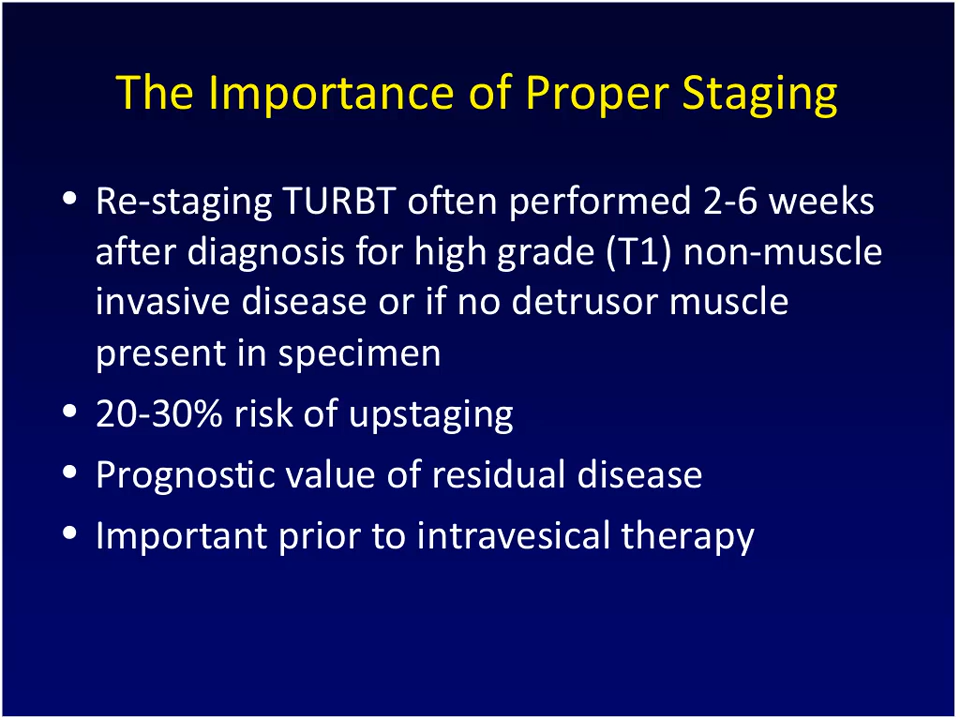 The Importance of Proper Staging
• Re-staging TURBT often performed 2-6 weeks
after diagnosis for high grade (T1) non-muscle
invasive disease or if no detrusor muscle
present in specimen
• 20-30% risk of upstaging
• Prognostic value of residual disease
• Important prior to intravesical therapy